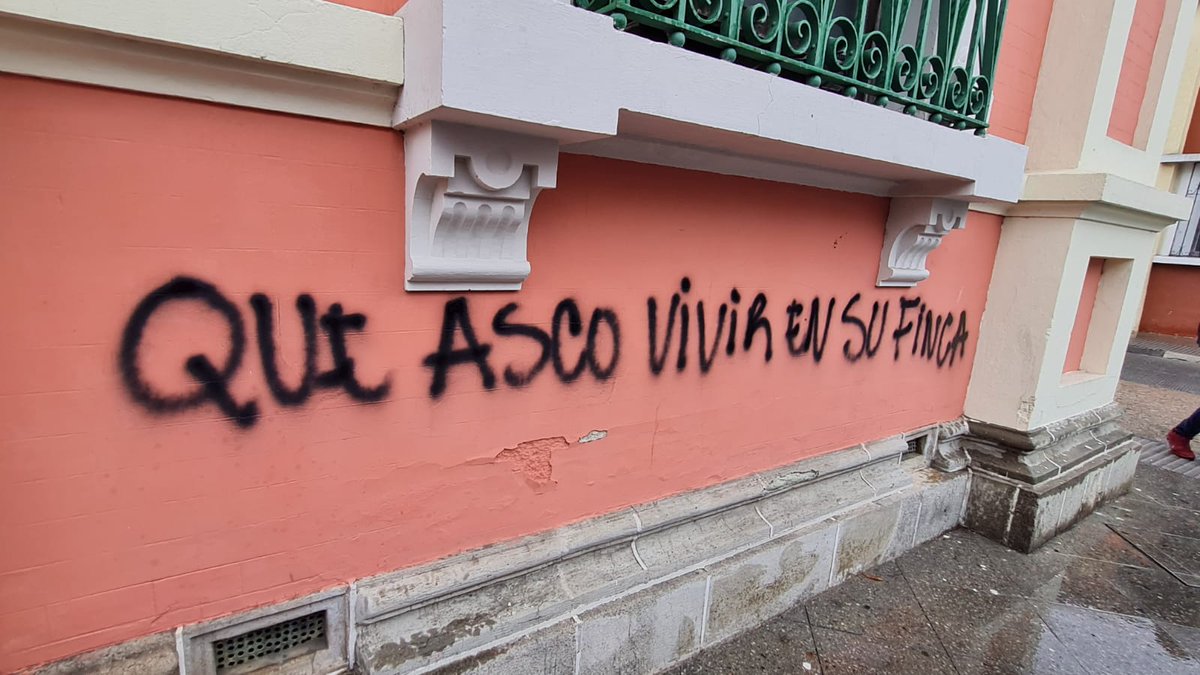 QUE ASCO VIVIR EN SU FINCA